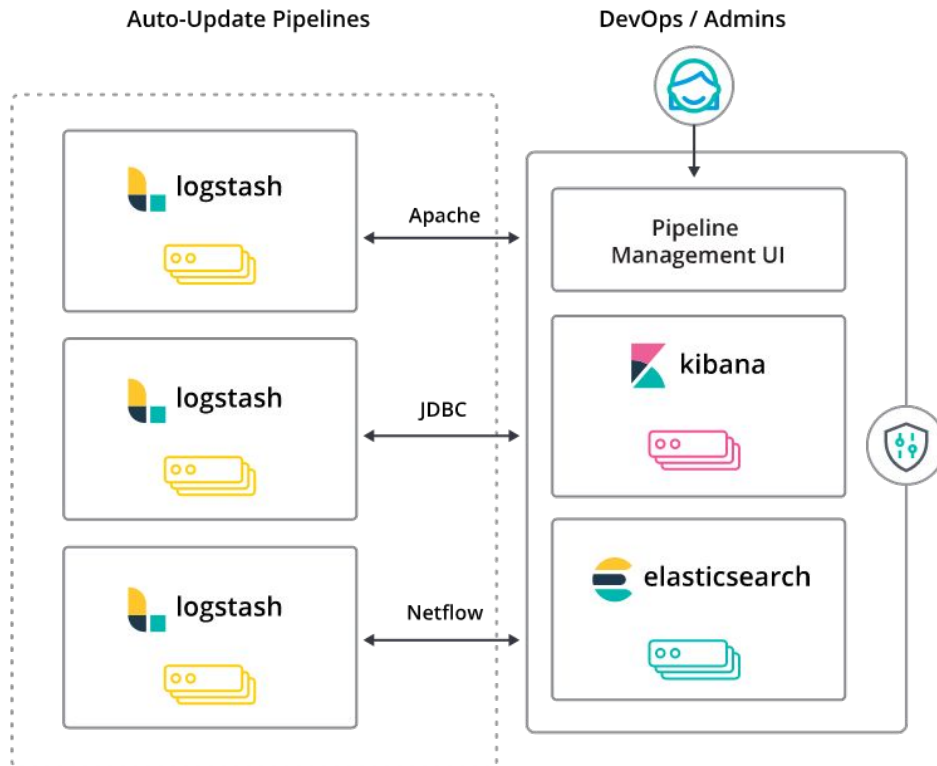 Auto-Update Pipelines
DevOps / Admins
logstash
Apache
Pipeline
Management UI
logstash
JDBC
kibana
logstash
Netflow
elasticsearch